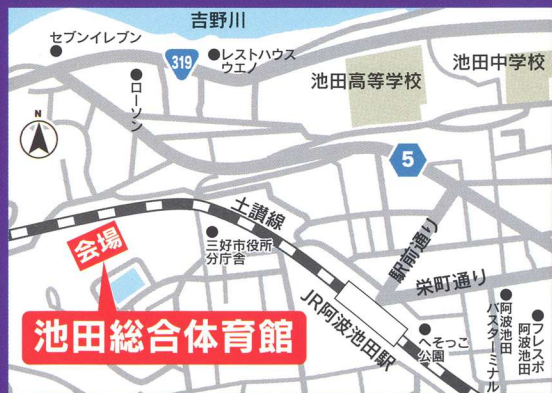 吉野川
セブンイレブン
319
レストハウス
ウエノ
ローソン
池田高等学校
池田中学校
N
5
土讃線
会場
三好市役所
分庁舎
駅前通り
栄町通り
池田総合体育館
JR阿波池田駅
へそっこ
公園
阿波池田
バスターミナル
フレスポ
阿波池田